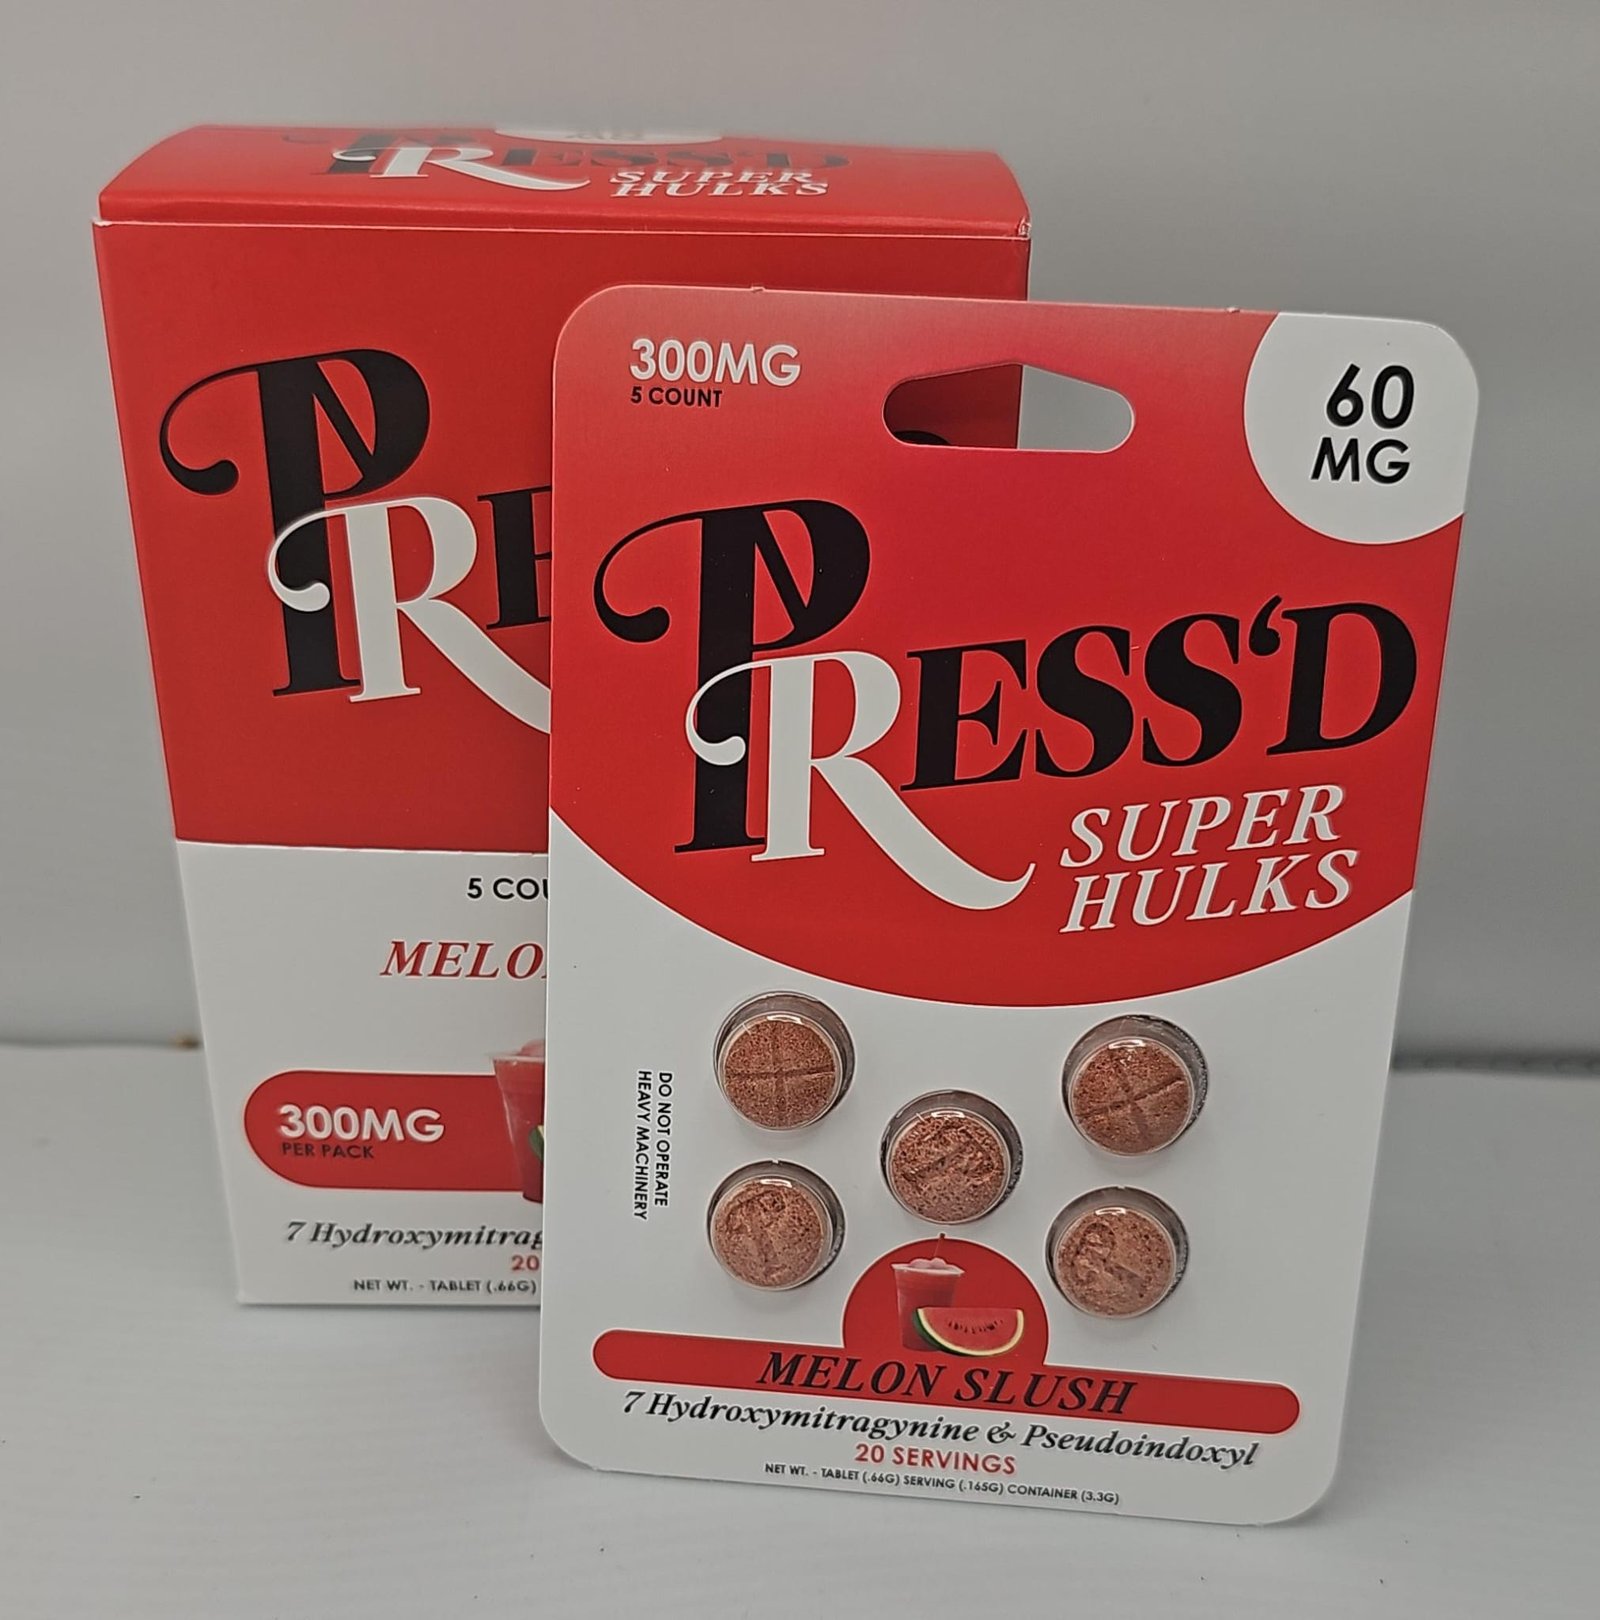 PRESS'D
SUPER
HULKS
PR
5 COU
MELO
300MG
PER PACK
7 Hydroxymitrag
20
NET WT. - TABLET (.66G)
300MG
5 COUNT
60
MG
PRESS'D
SUPER
HULKS
DO NOT OPERATE
HEAVY MACHINERY
MELON SLUSH
7 Hydroxymitragynine & Pseudoindoxyl
20 SERVINGS
NET WT. - TABLET (.66G) SERVING (.165G) CONTAINER (3.3G)